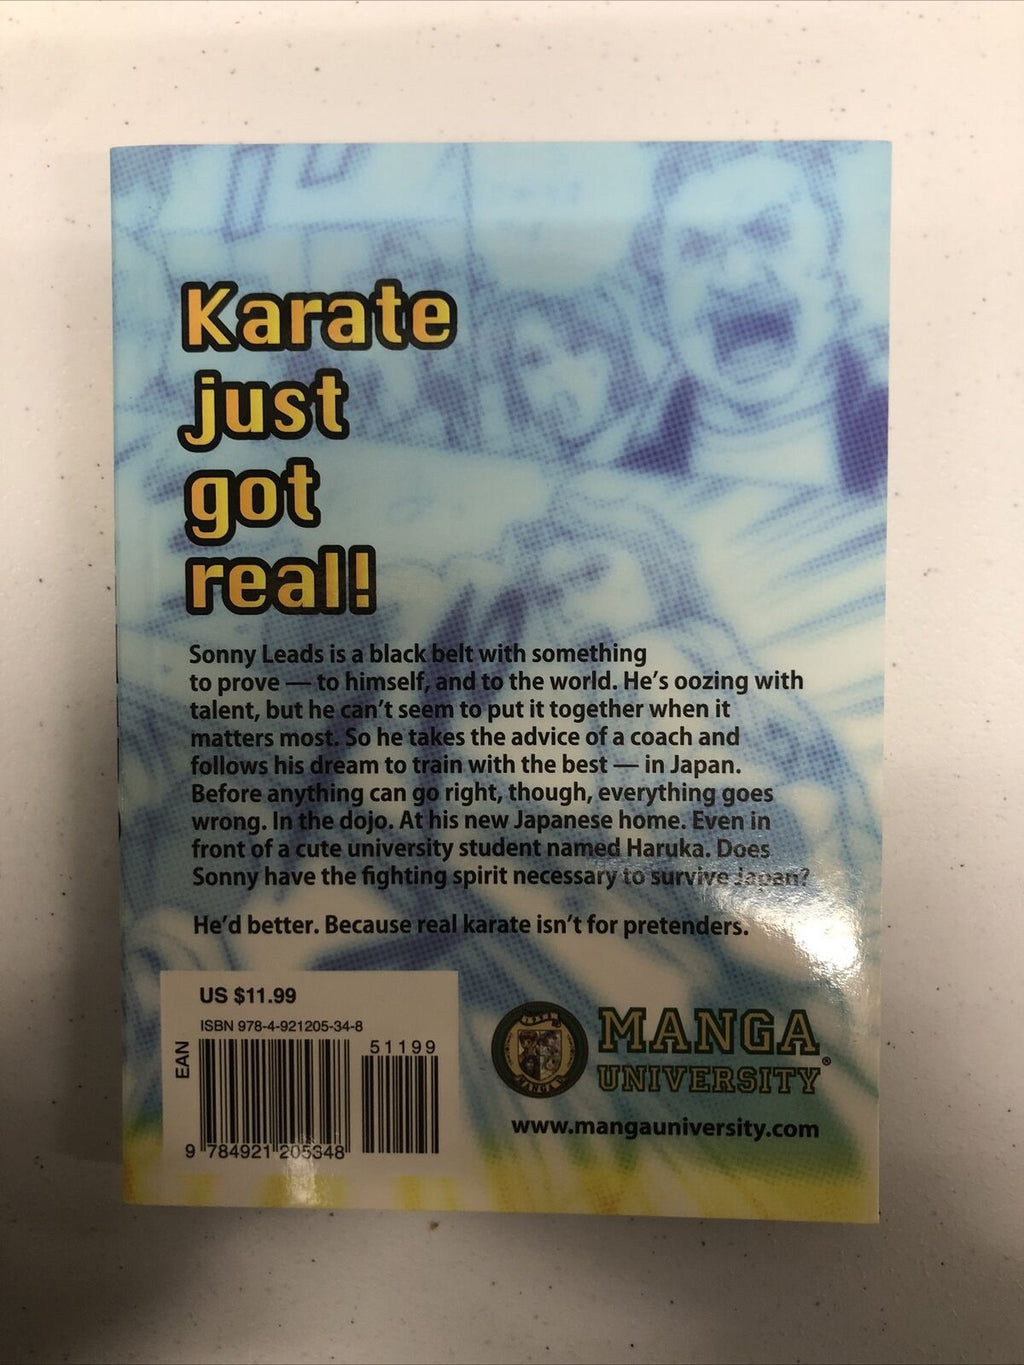 Karate
just
got
real!
Sonny Leads is a black belt with something
to prove — to himself, and to the world. He's oozing with
talent, but he can't seem to put it together when it
matters most. So he takes the advice of a coach and
follows his dream to train with the best — in Japan.
Before anything can go right, though, everything goes
wrong. In the dojo. At his new Japanese home. Even in
front of a cute university student named Haruka. Does
Sonny have the fighting spirit necessary to survive Japan?
He'd better. Because real karate isn't for pretenders.
US $11.99
ISBN 978-4-921205-34-8
EAN
51199
9 784921 205348
MANGA
UNIVERSITY®
MANGA U
www.mangauniversity.com